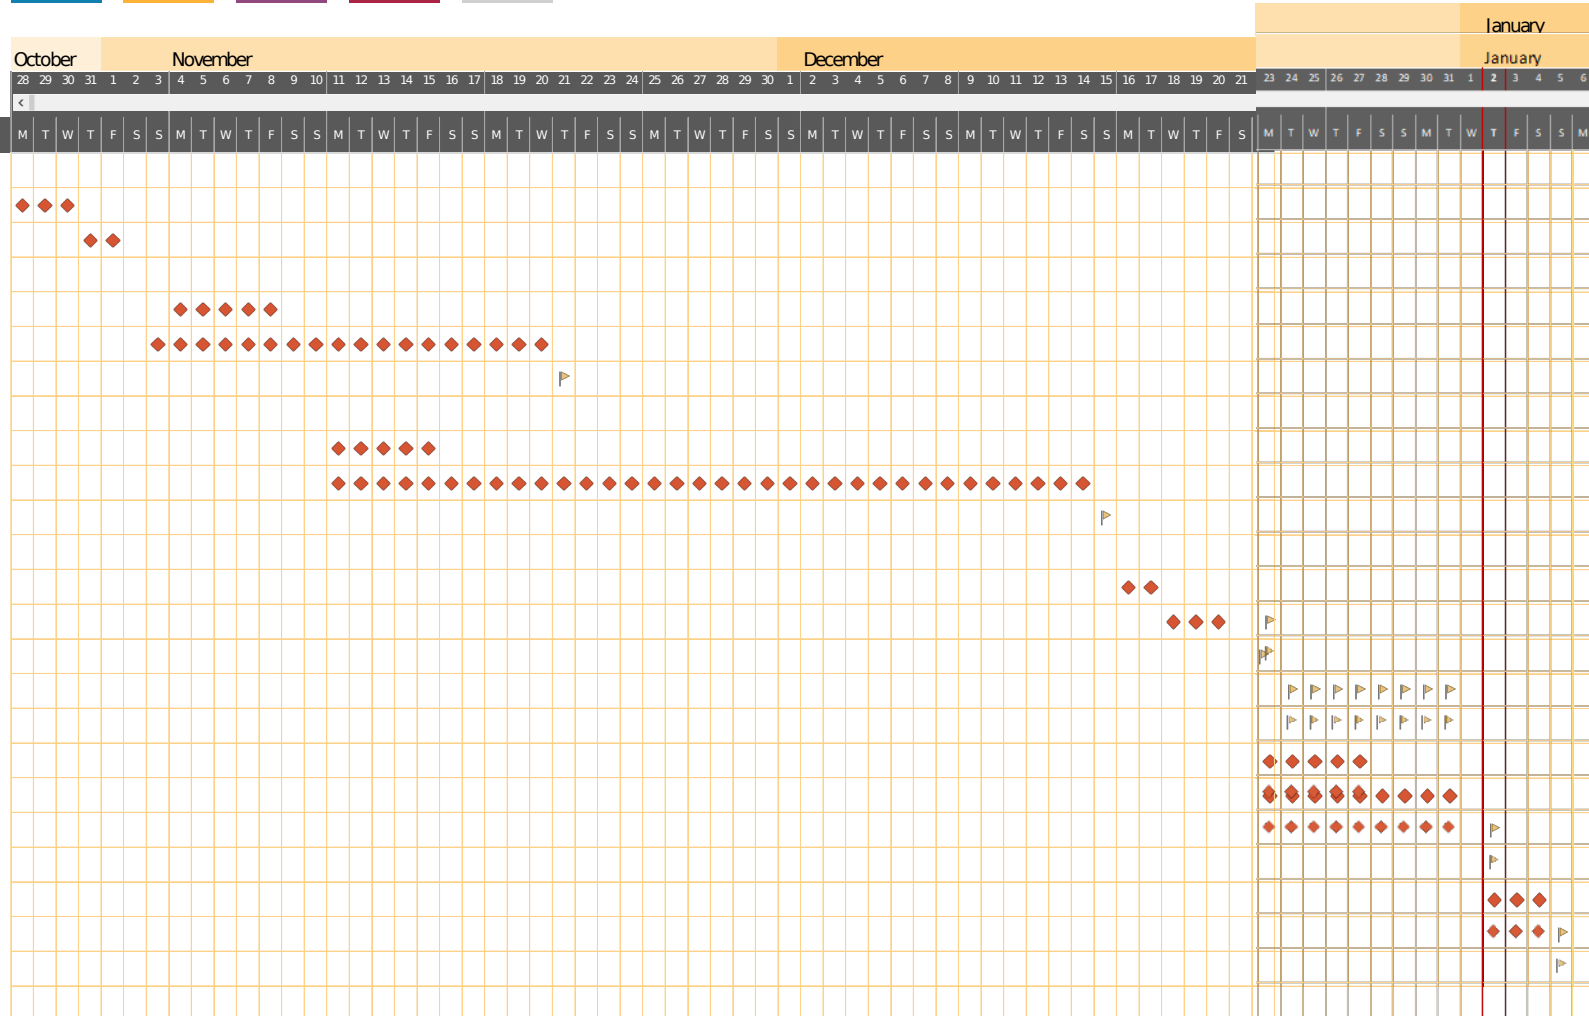 January
October November December January
28 29 30 31 1 2 3 4 5 6 7 8 9 10 11 12 13 14 15 16 17 18 19 20 21 22 23 24 25 26 27 28 29 30 1 2 3 4 5 6 7 8 9 10 11 12 13 14 15 16 17 18 19 20 21 23 24 25 26 27 28 29 30 31 1 2 3 4 5 6
<
M T W T F S S M T W T F S S M T W T F S S M T W T F S S M T W T F S S M T W T F S S M T W T F S S M T W T F S M T W T F S S M T W T F S S M